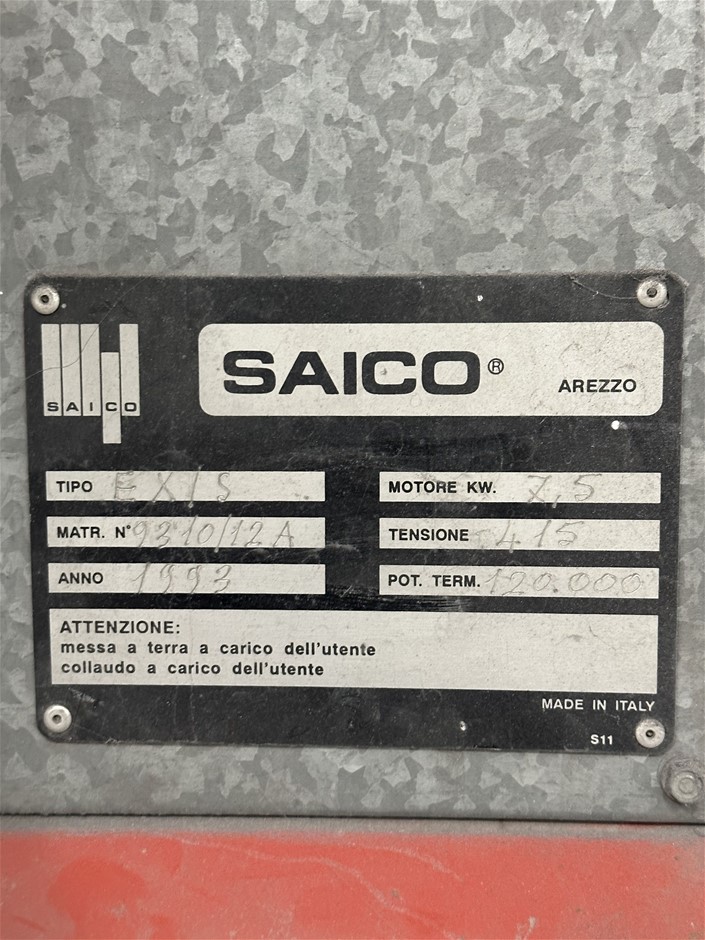 SAICO
SAICO® AREZZO
TIPO EX/S
MOTORE KW. 7,5
MATR. N° 9310/12A
TENSIONE 415
ANNO 1993
POT. TERM. 120.000
ATTENZIONE:
messa a terra a carico dell'utente
collaudo a carico dell'utente
MADE IN ITALY
S11